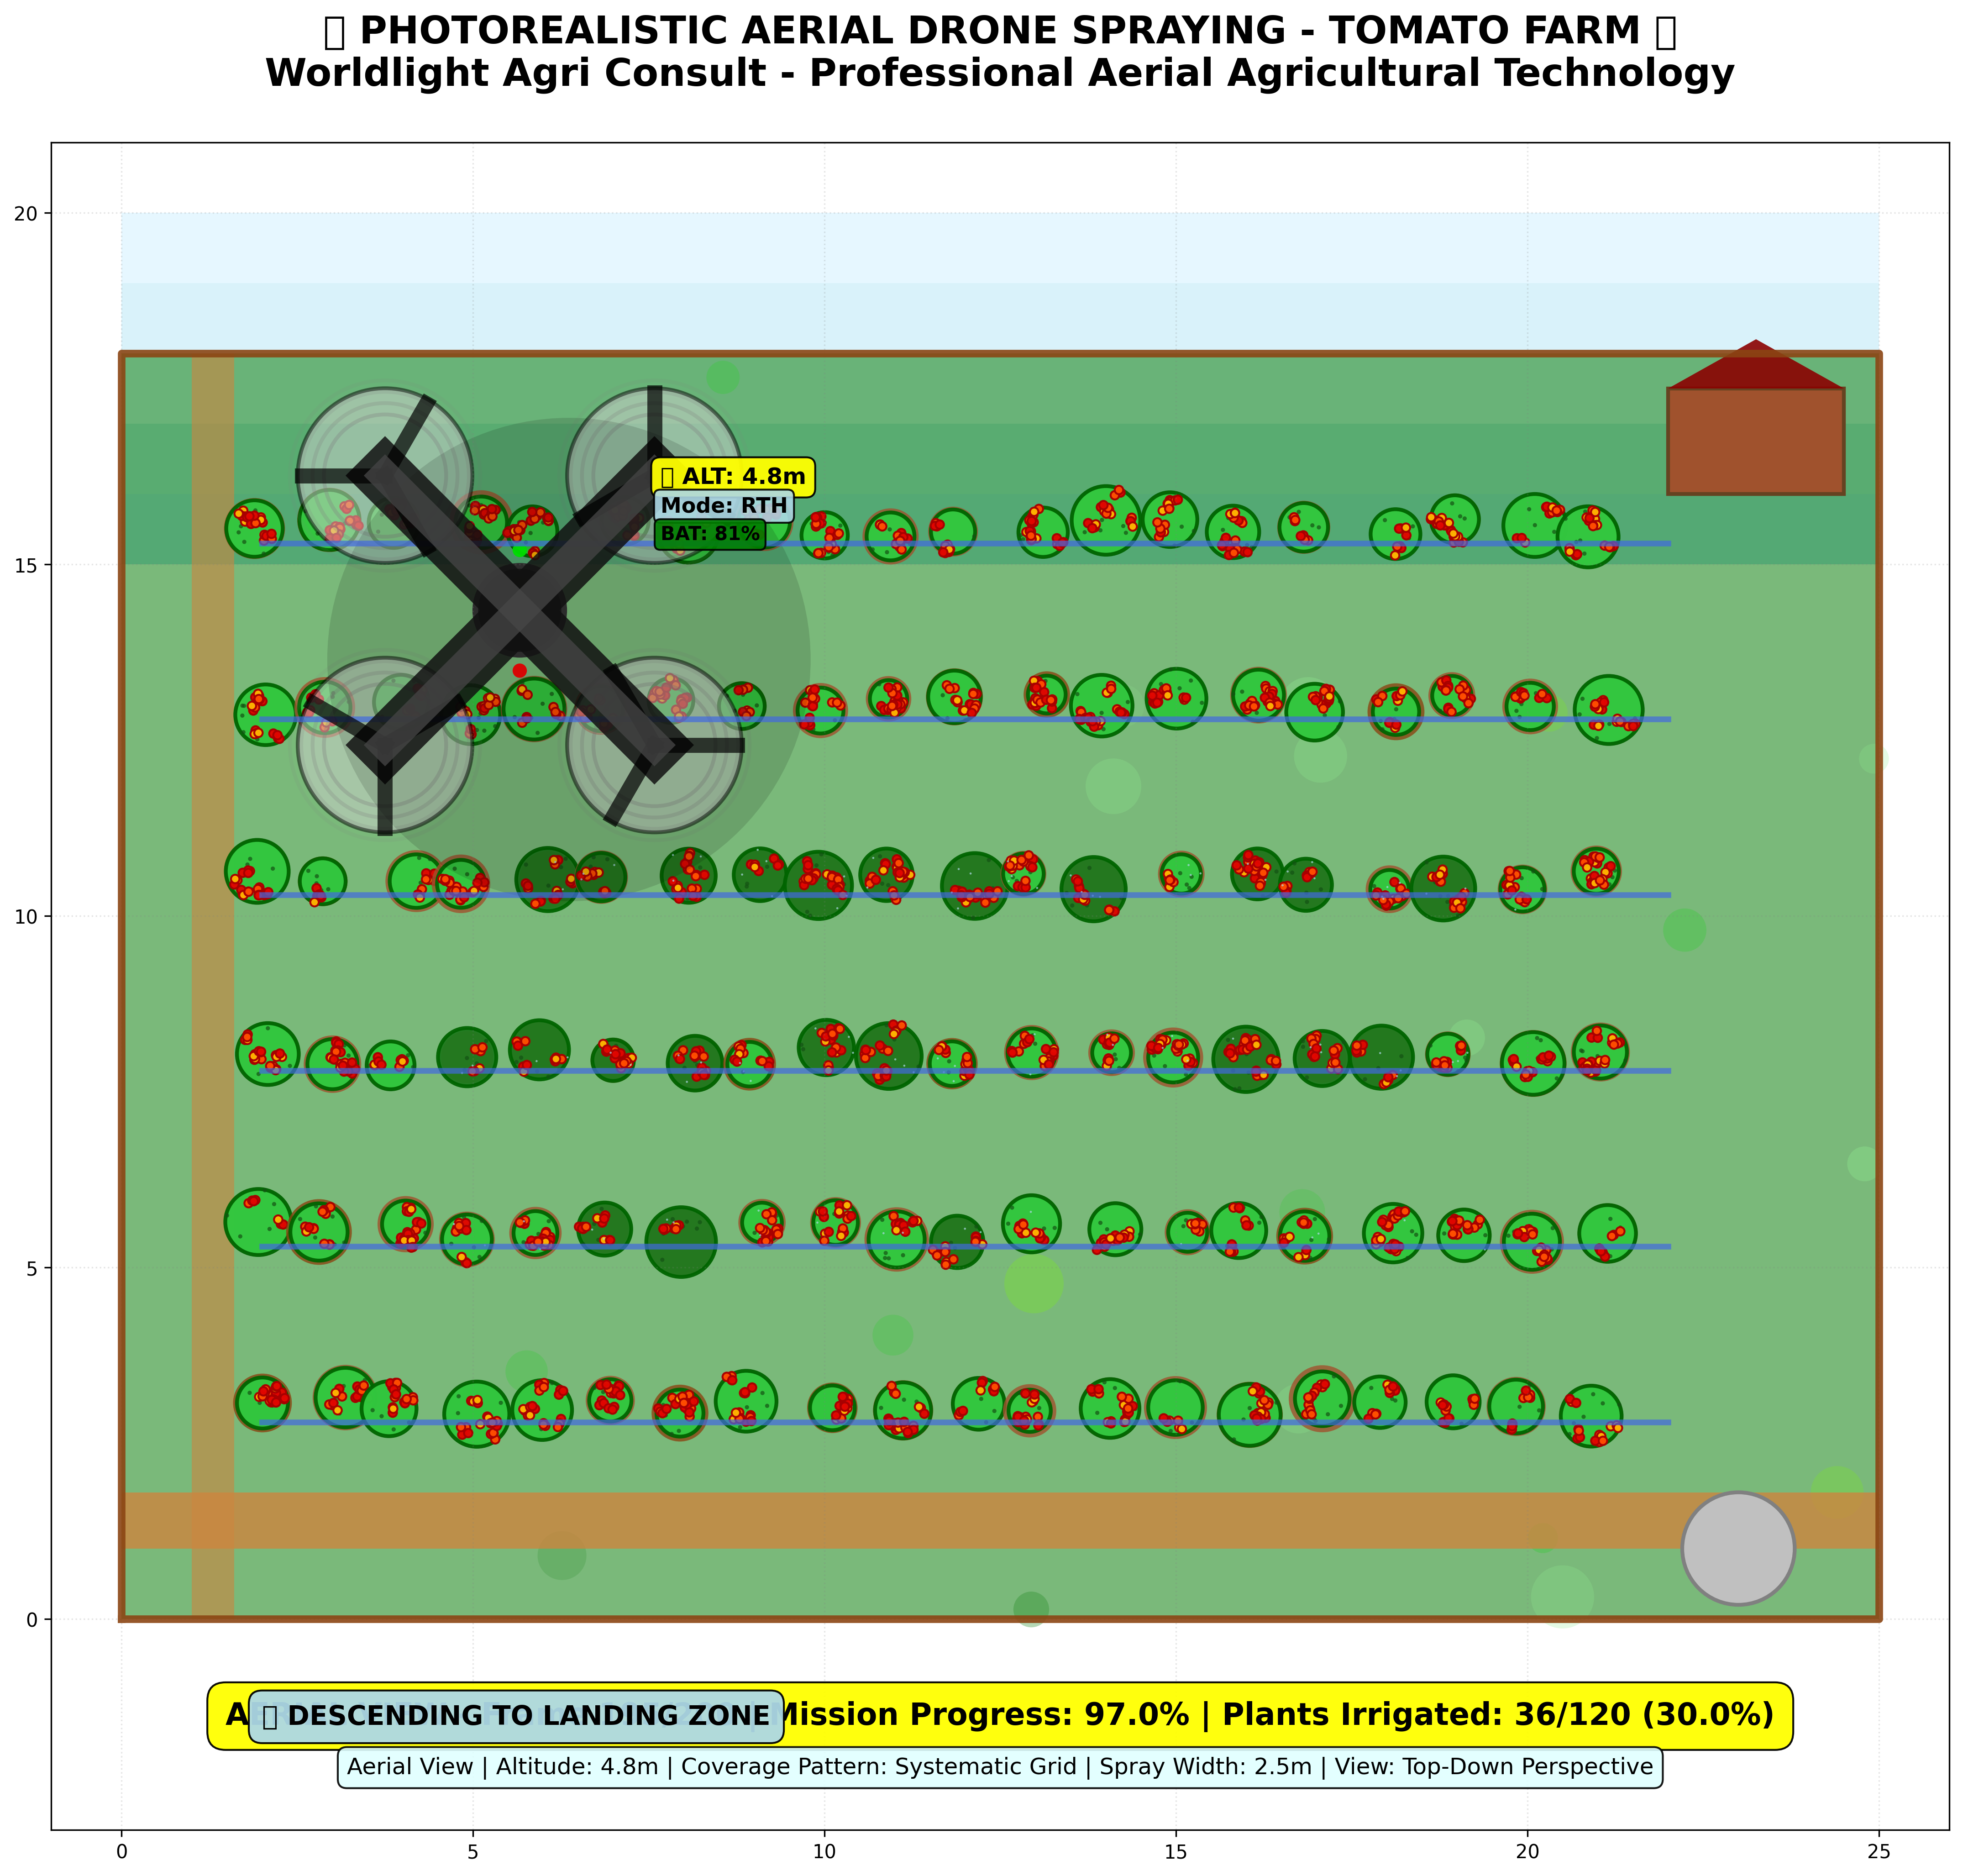 PHOTOREALISTIC AERIAL DRONE SPRAYING - TOMATO FARM
Worldlight Agri Consult - Professional Aerial Agricultural Technology
20
15
10
5
0
ALT: 4.8m
Mode: RTH
BAT: 81%
DESCENDING TO LANDING ZONE
Mission Progress: 97.0% | Plants Irrigated: 36/120 (30.0%)
Aerial View | Altitude: 4.8m | Coverage Pattern: Systematic Grid | Spray Width: 2.5m | View: Top-Down Perspective
0
5
10
15
20
25